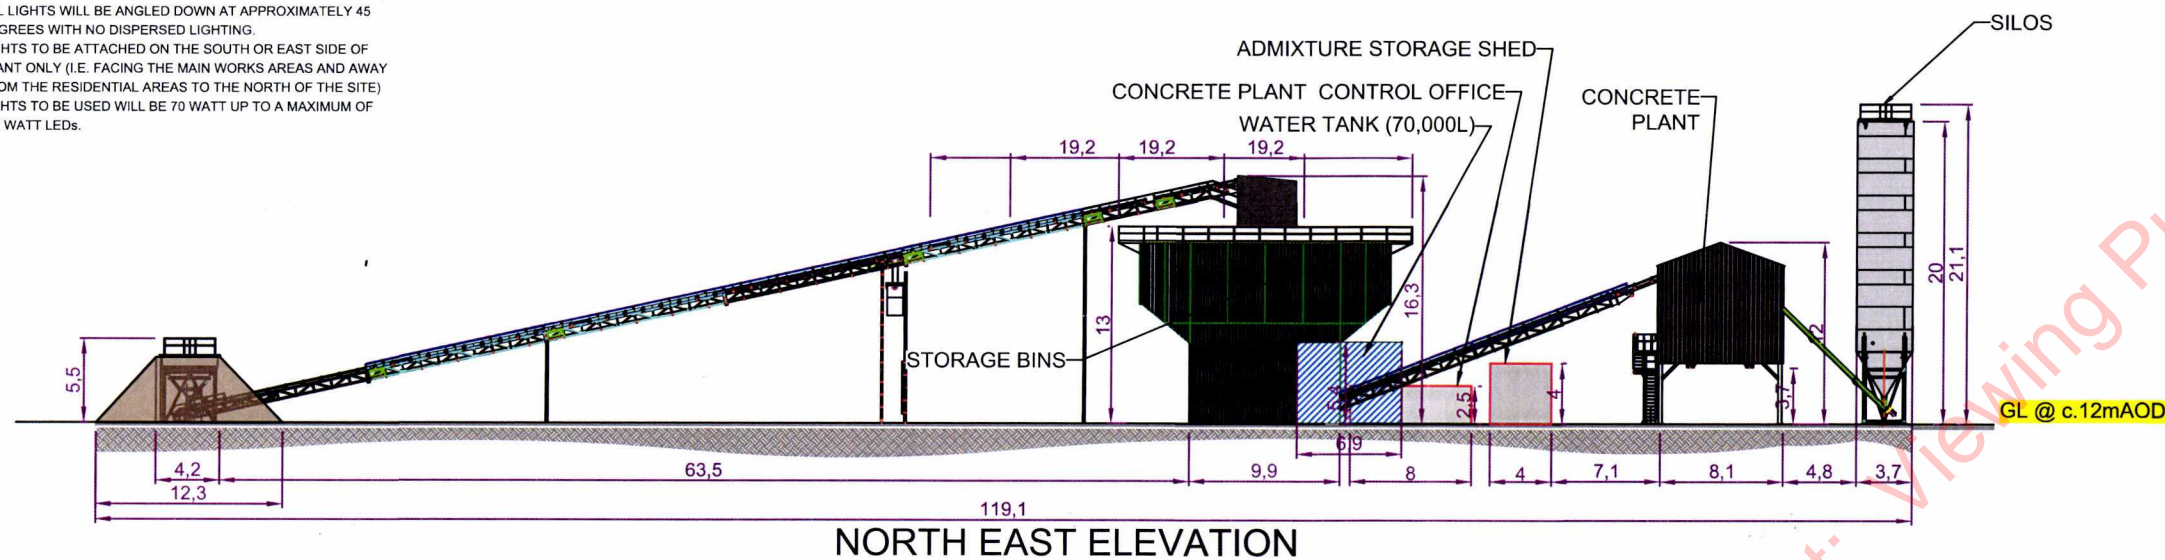 L LIGHTS WILL BE ANGLED DOWN AT APPROXIMATELY 45
GREES WITH NO DISPERSED LIGHTING.
HTS TO BE ATTACHED ON THE SOUTH OR EAST SIDE OF
ANT ONLY (I.E. FACING THE MAIN WORKS AREAS AND AWAY
OM THE RESIDENTIAL AREAS TO THE NORTH OF THE SITE)
HTS TO BE USED WILL BE 70 WATT UP TO A MAXIMUM OF
WATT LEDs.
SILOS
ADMIXTURE STORAGE SHED
CONCRETE PLANT CONTROL OFFICE
WATER TANK (70,000L)
CONCRETE
PLANT
19,2
19,2
19,2
5,5
13
16,3
STORAGE BINS
2,5
4
3,7
20
21,1
GL @ c.12mAOD
6,9
4,2
63,5
9,9
8
4
7,1
8,1
4,8
3,7
12,3
119,1
NORTH EAST ELEVATION
Viewing